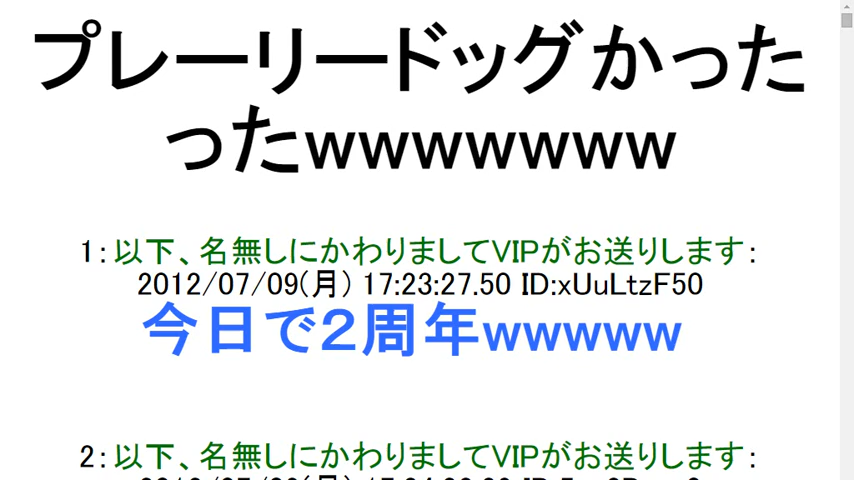 プレーリードッグかった
ったwwwwwwww
1：以下、名無しにかわりましてVIPがお送りします：
2012/07/09(月) 17:23:27.50 ID:xUuLtzF50
今日で２周年wwwww
2：以下、名無しにかわりましてVIPがお送りします：